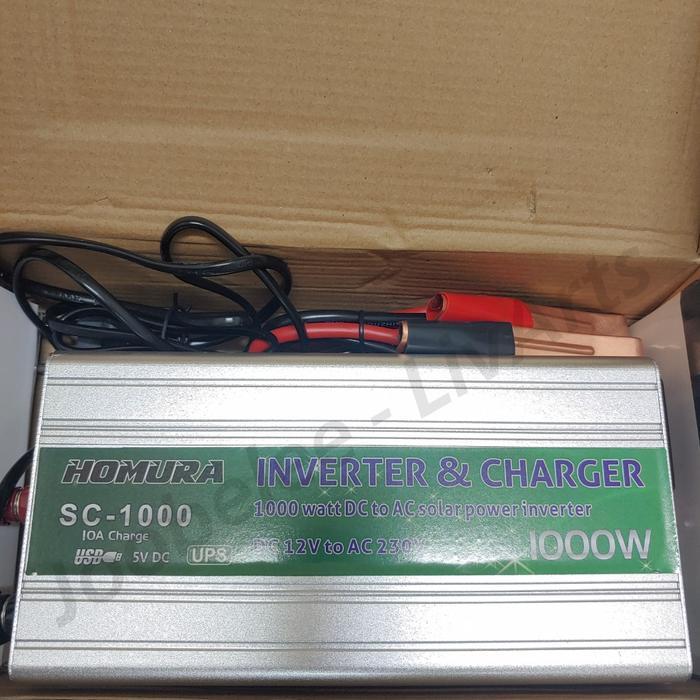 HOMURA
SC-1000
10A Charge
USB 5V DC UPS
INVERTER & CHARGER
1000 watt DC to AC solar power inverter
DC 12V to AC 230V
1000W